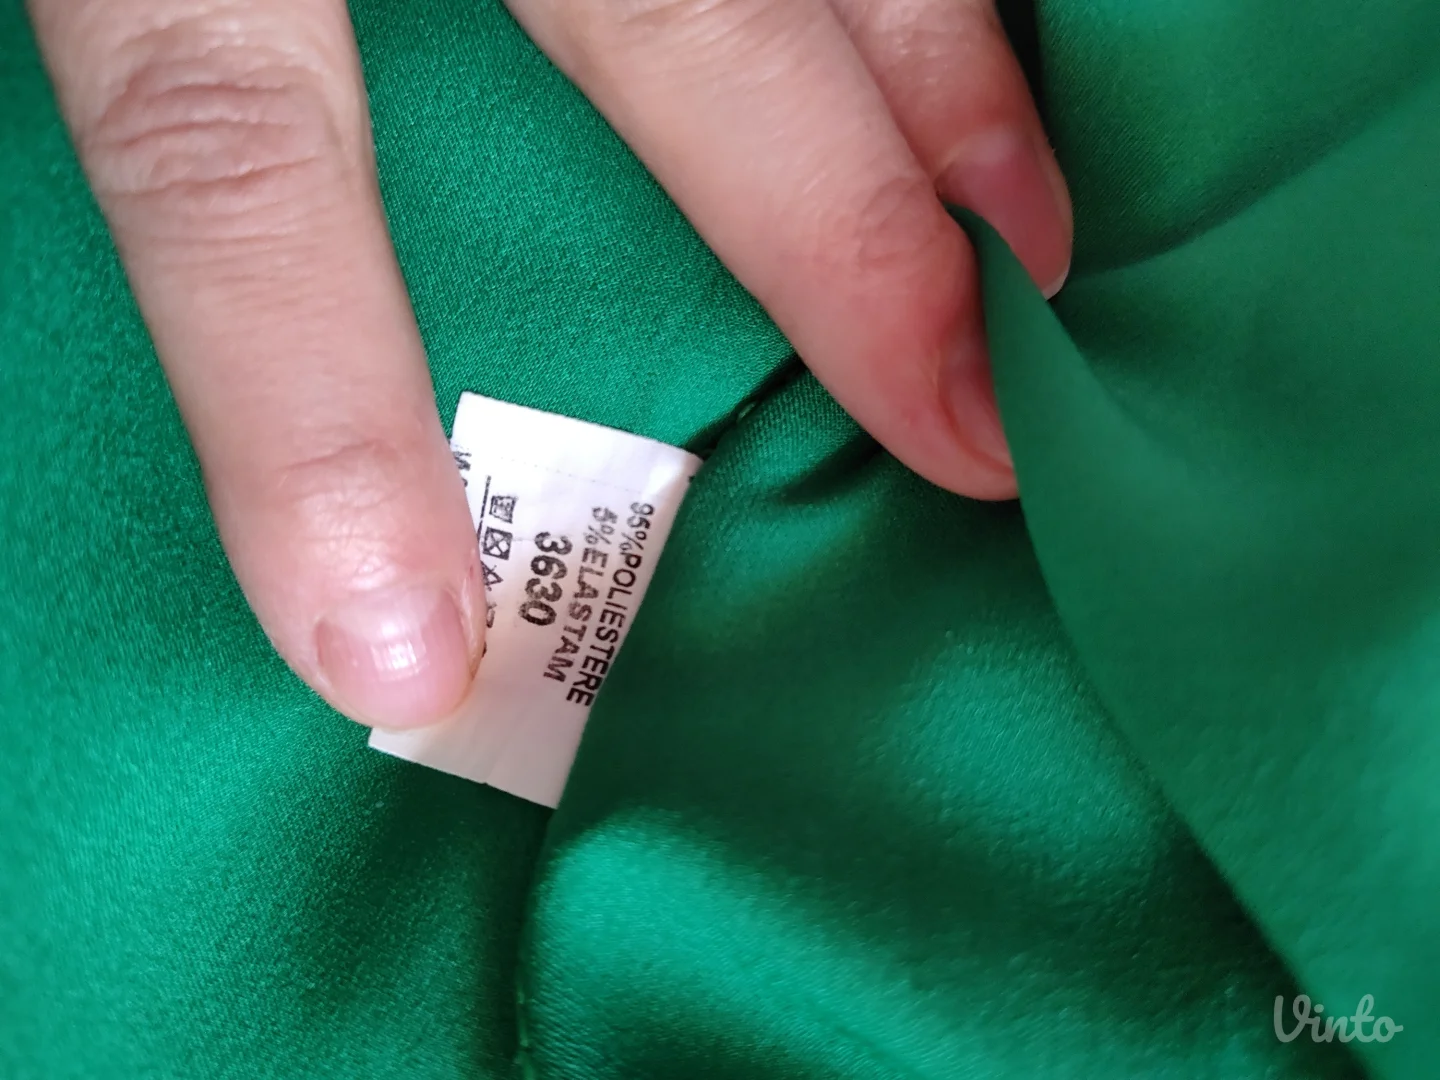 95%POLIESTERE
5%ELASTAM
3630
Vinto